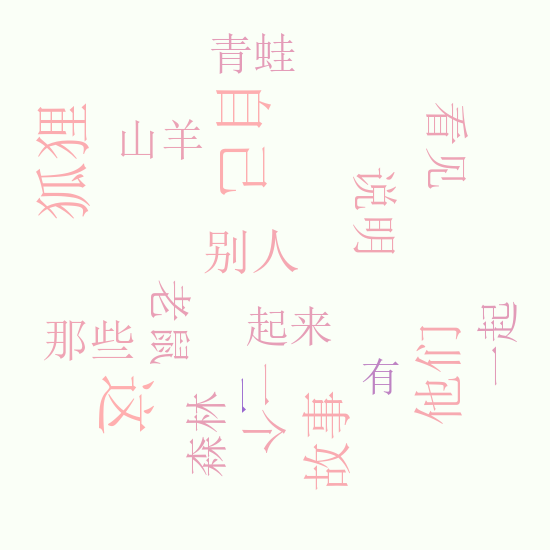 青蛙
自己
狐狸
山羊
看见
说明
别人
老鼠
那些
起来
一起
他们
有
这
森林
一
一个
故事